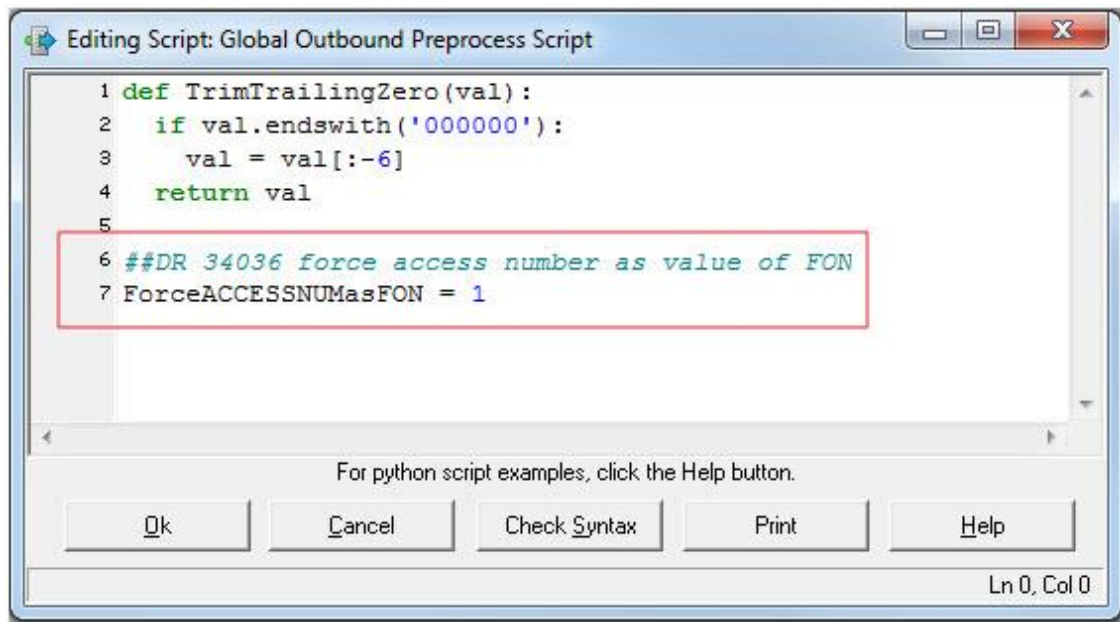 Editing Script: Global Outbound Preprocess Script
1 def TrimTrailingZero(val):
2   if val.endswith('000000'):
3     val = val[:-6]
4   return val
5
6 ##DR 34036 force access number as value of FON
7 ForceACCESSNUMasFON = 1
For python script examples, click the Help button.
Ok Cancel Check Syntax Print Help
Ln 0, Col 0